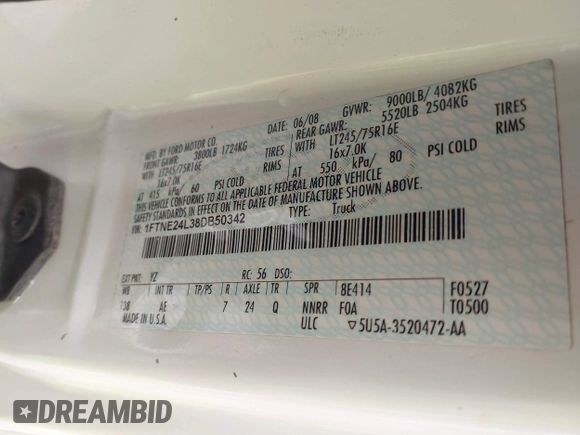 MFD. BY FORD MOTOR CO.
DATE: 06/08 GVWR: 9000LB/ 4082KG
FRONT GAWR: 3800LB 1724KG REAR GAWR: 5520LB 2504KG
LT245/75R16E TIRES WITH LT245/75R16E TIRES
16x7.0K RIMS 16x7.0K RIMS
AT 415 kPa/ 60 PSI COLD AT 550 kPa/ 80 PSI COLD
THIS VEHICLE CONFORMS TO ALL APPLICABLE FEDERAL MOTOR VEHICLE
SAFETY STANDARDS IN EFFECT ON THE DATE OF MANUFACTURE SHOWN ABOVE.
VIN: 1FTNE24L38DB50342
TYPE: Truck
YZ RC: 56 DSO:
WB INT TR TP/PS R AXLE TR SPR 8E414 F0527
138 AE 7 24 Q NNRR F0A T0500
MADE IN U.S.A. ULC ▽5U5A-3520472-AA
DREAMBID